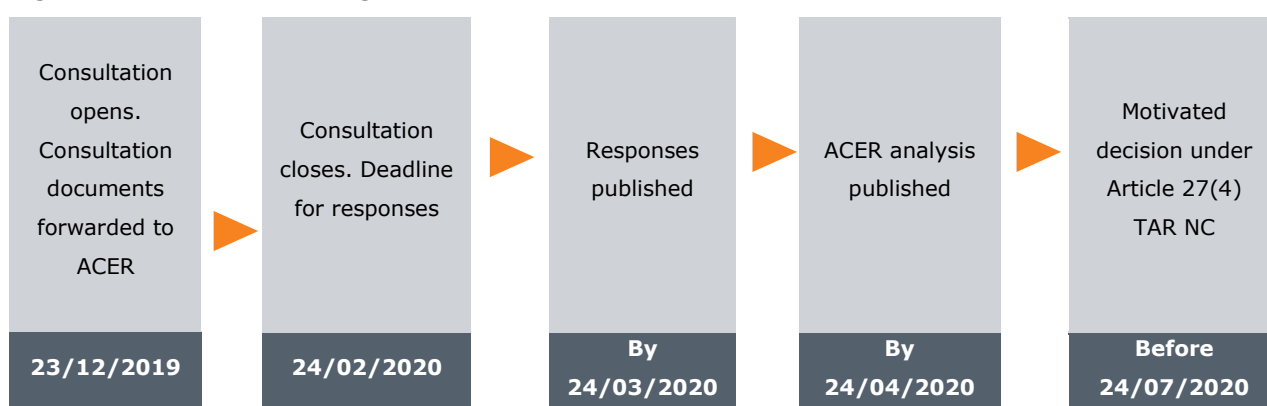 Consultation
opens.
Consultation
documents
forwarded to
ACER
23/12/2019
Consultation
closes. Deadline
for responses
24/02/2020
Responses
published
By
24/03/2020
ACER analysis
published
By
24/04/2020
Motivated
decision under
Article 27(4)
TAR NC
Before
24/07/2020